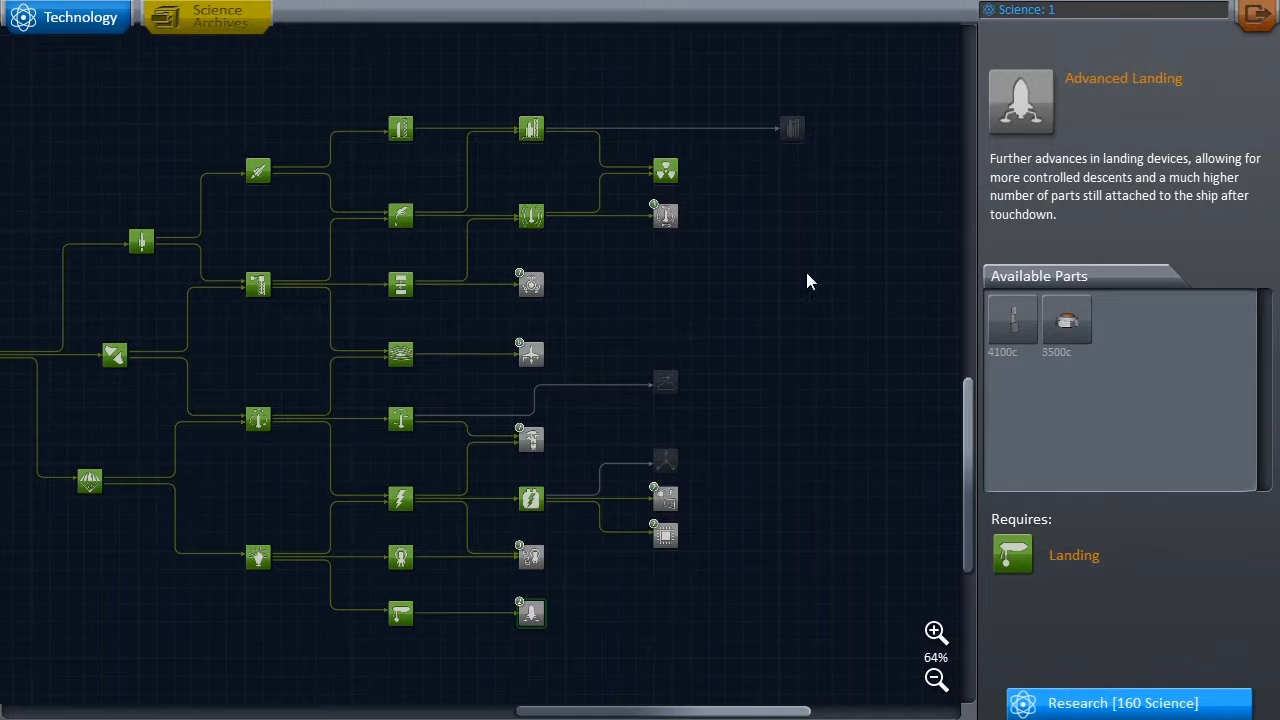 Technology
Science
Archives
Science: 1
Advanced Landing
Further advances in landing devices, allowing for
more controlled descents and a much higher
number of parts still attached to the ship after
touchdown.
Available Parts
4100c
3500c
Requires:
Landing
64%
Research [160 Science]